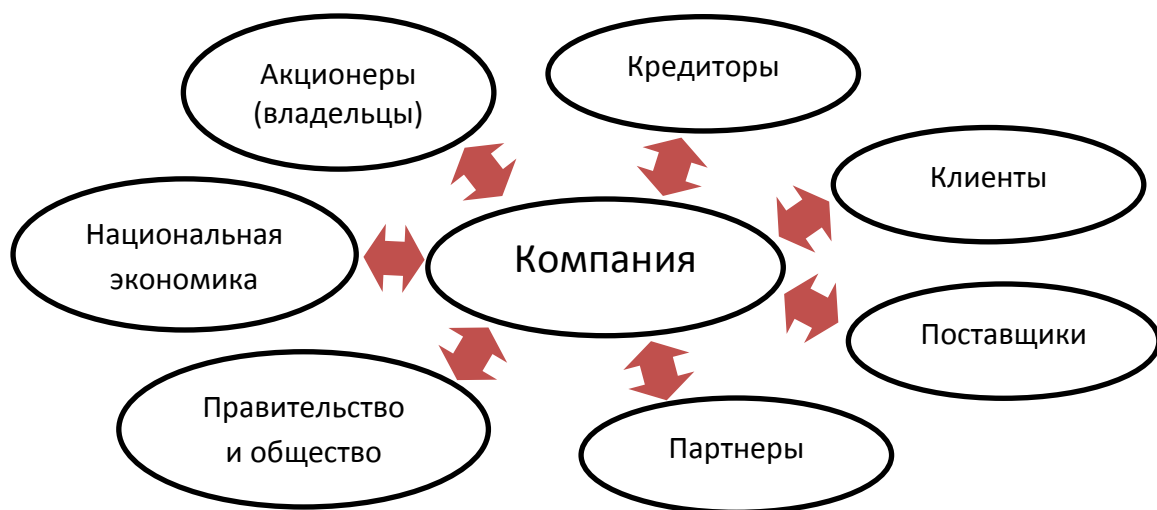 Акционеры
(владельцы)
Кредиторы
Клиенты
Национальная
экономика
Компания
Поставщики
Правительство
и общество
Партнеры